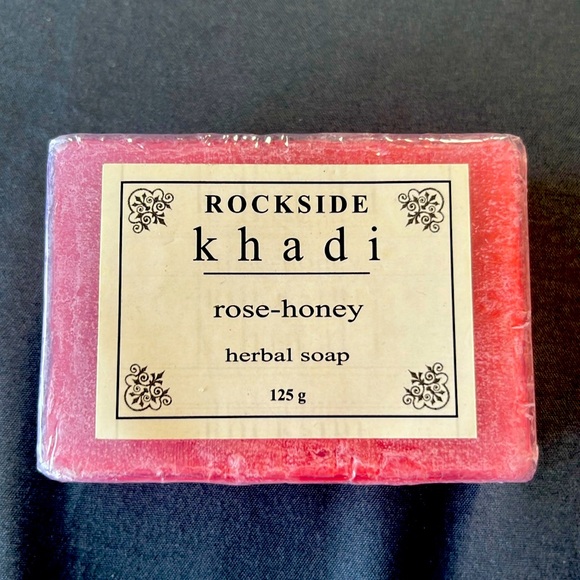 ROCKSIDE
khadi
rose-honey
herbal soap
125 g